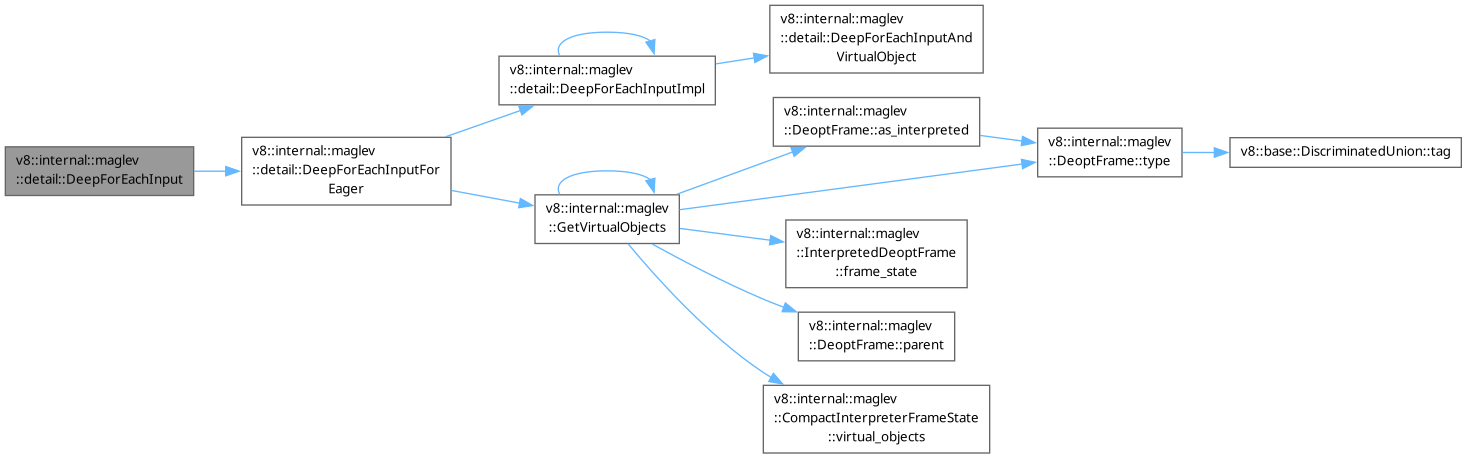 v8::internal::maglev
::detail::DeepForEachInput
v8::internal::maglev
::detail::DeepForEachInputFor
Eager
v8::internal::maglev
::detail::DeepForEachInputImpl
v8::internal::maglev
::detail::DeepForEachInputAnd
VirtualObject
v8::internal::maglev
::GetVirtualObjects
v8::internal::maglev
::DeoptFrame::as_interpreted
v8::internal::maglev
::DeoptFrame::type
v8::base::DiscriminatedUnion::tag
v8::internal::maglev
::InterpretedDeoptFrame
::frame_state
v8::internal::maglev
::DeoptFrame::parent
v8::internal::maglev
::CompactInterpreterFrameState
::virtual_objects